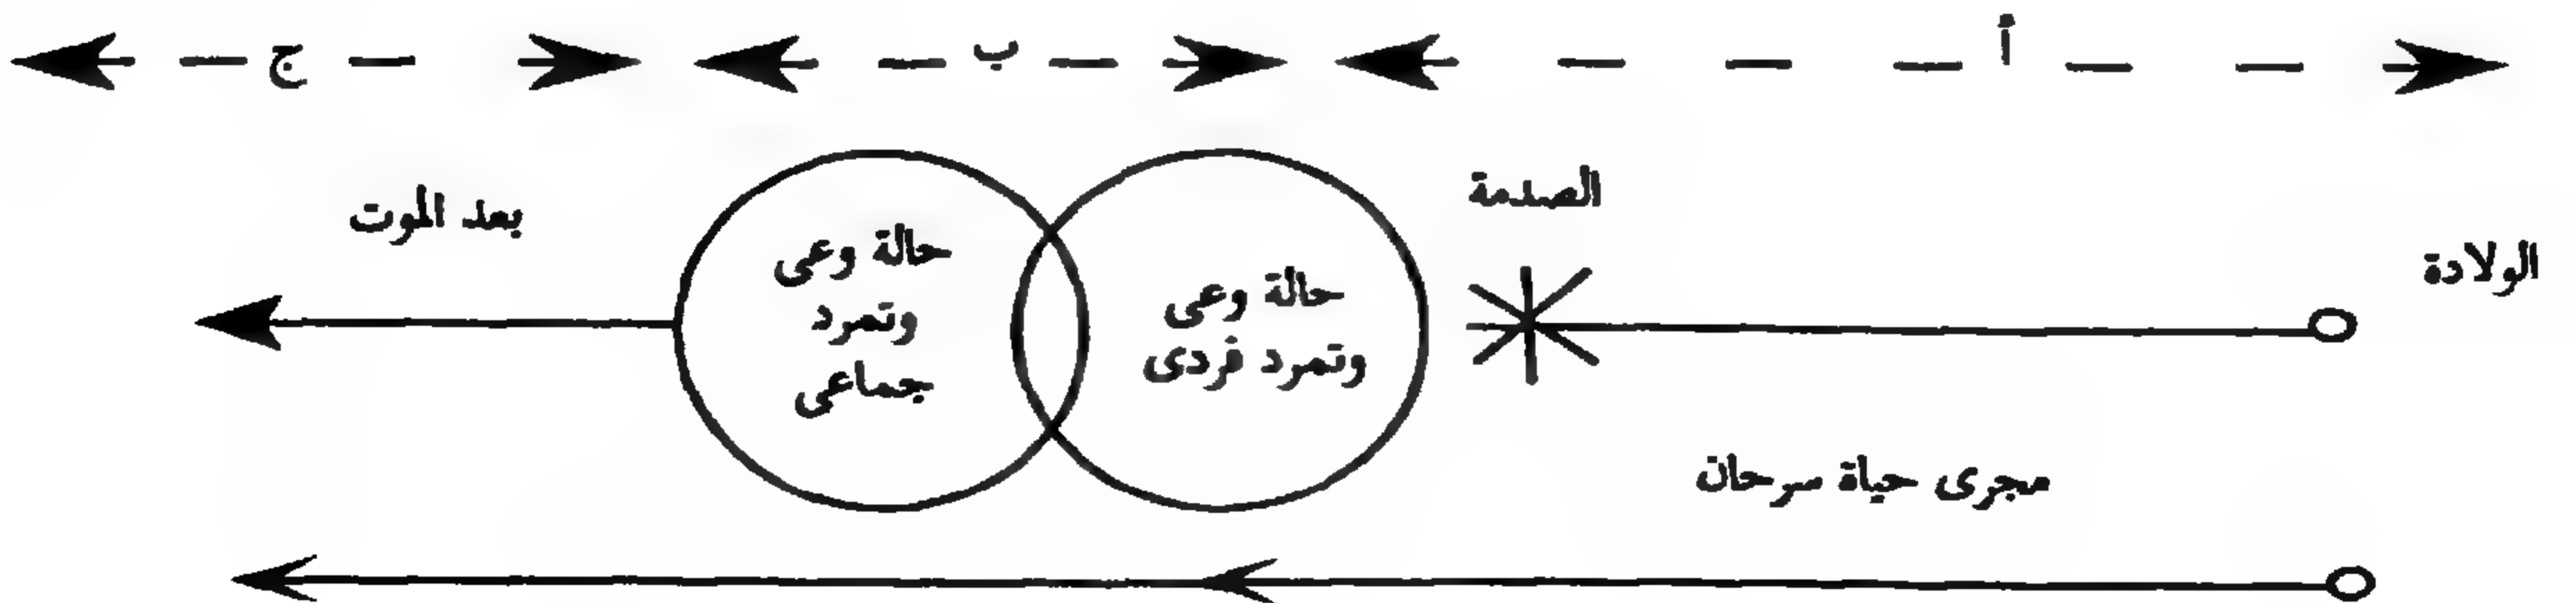 أ
ب
ج
الولادة
الصدمة
حالة وعى
وتمرد فردى
حالة وعى
وتمرد
جماعى
بعد الموت
مجرى حياة سرحان